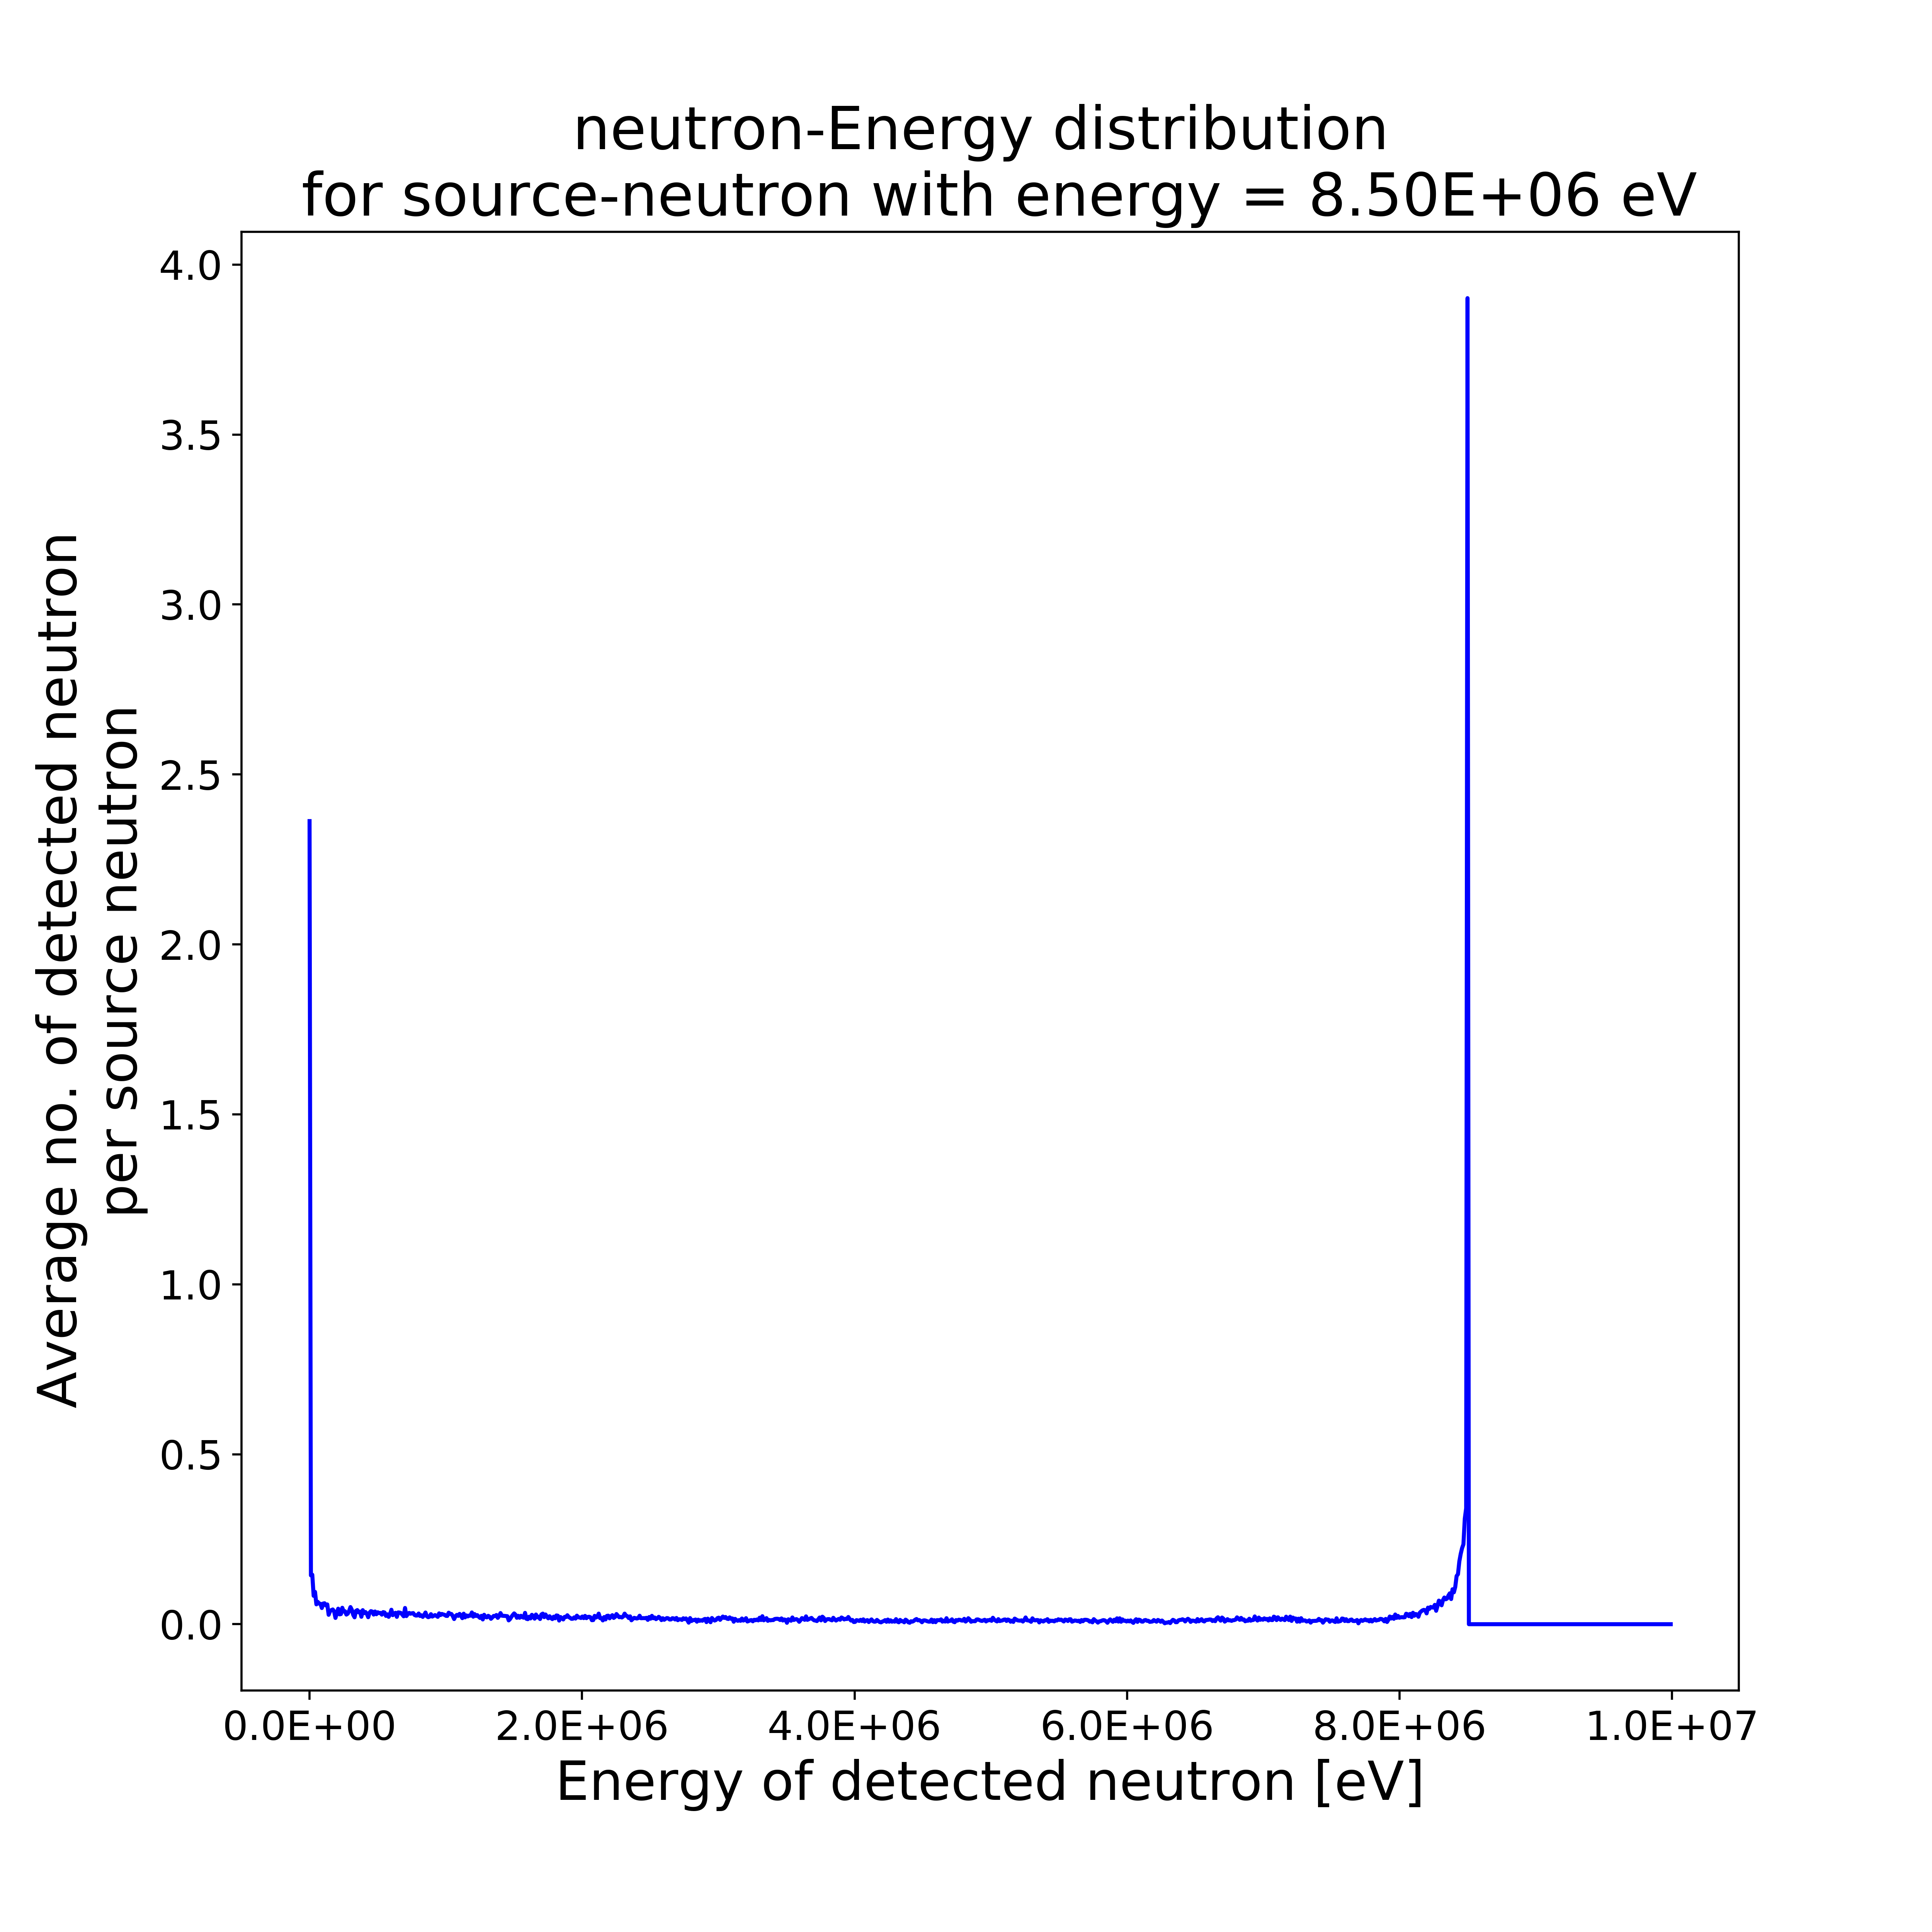 neutron-Energy distribution
for source-neutron with energy = 8.50E+06 eV
4.0
3.5
3.0
2.5
2.0
1.5
1.0
0.5
0.0
Average no. of detected neutron
per source neutron
0.0E+00 2.0E+06 4.0E+06 6.0E+06 8.0E+06 1.0E+07
Energy of detected neutron [eV]